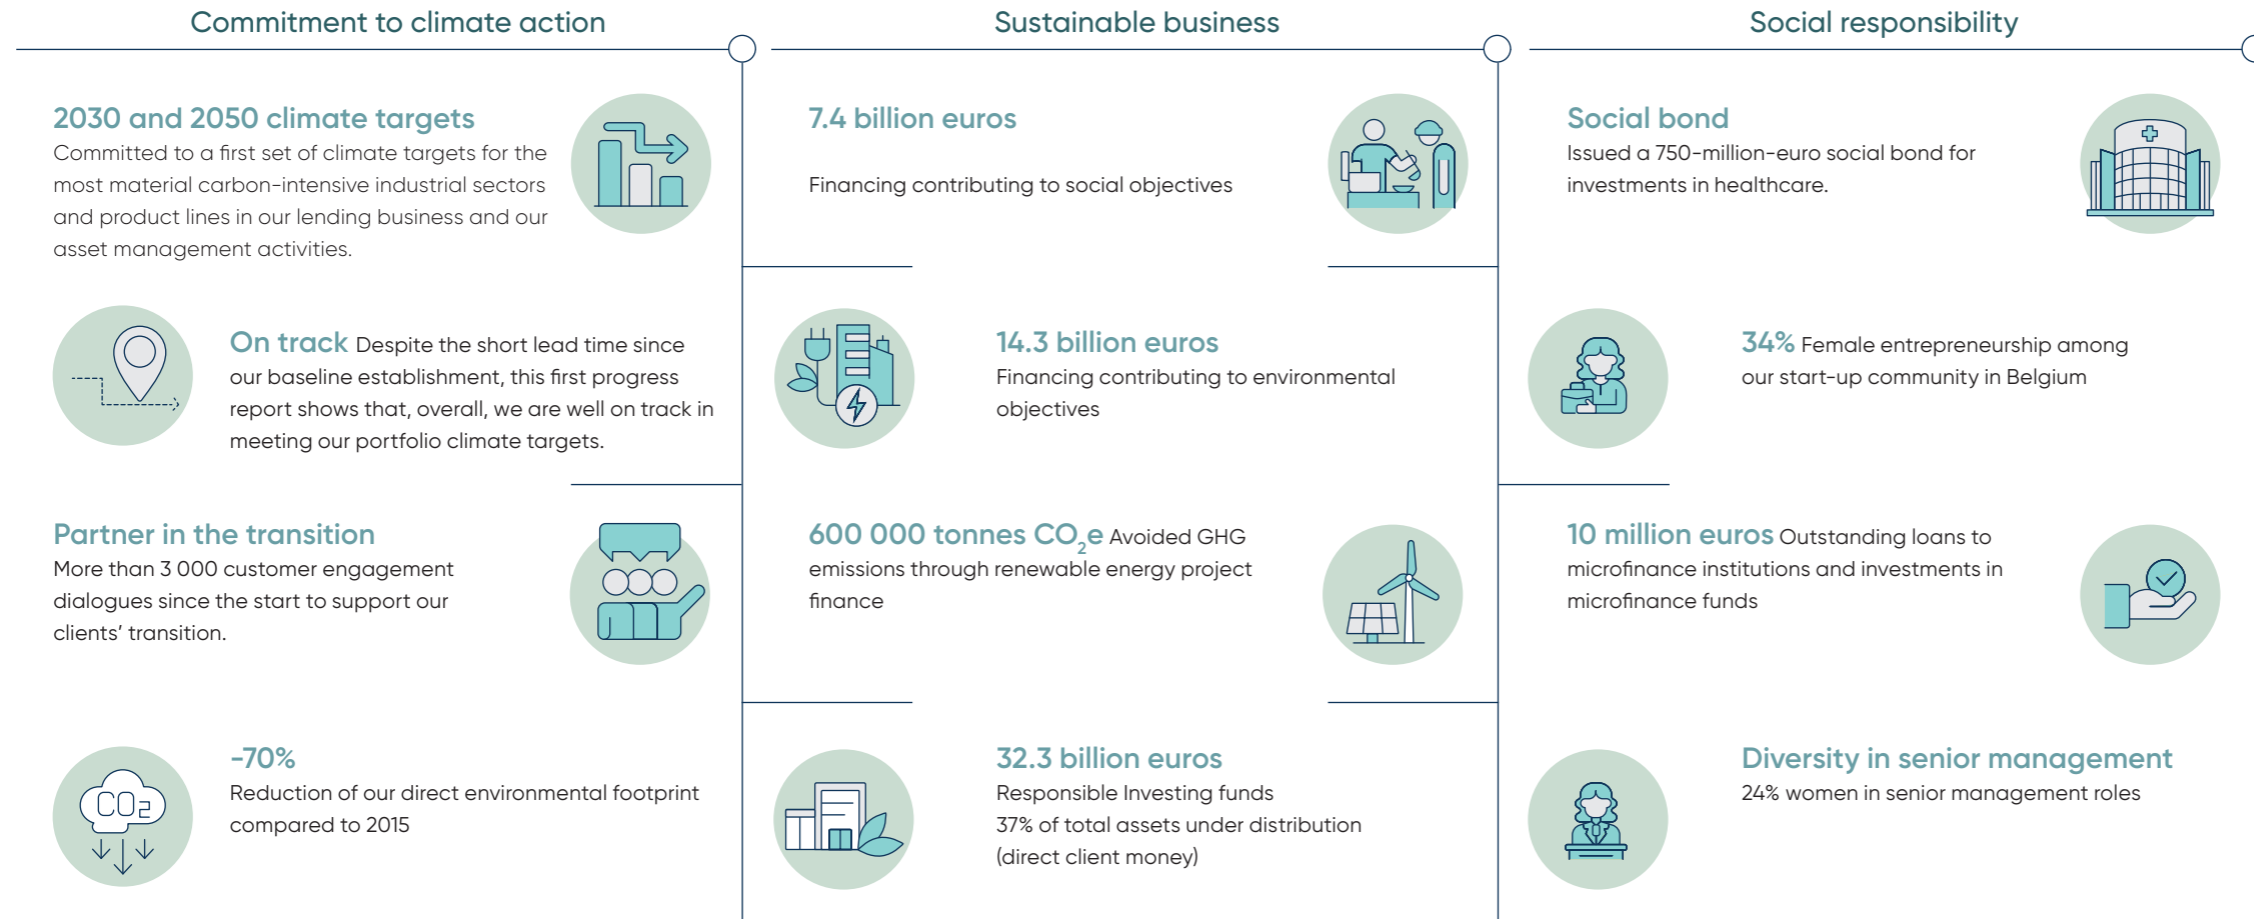 Commitment to climate action
2030 and 2050 climate targets
Committed to a first set of climate targets for the
most material carbon-intensive industrial sectors
and product lines in our lending business and our
asset management activities.
On track Despite the short lead time since
our baseline establishment, this first progress
report shows that, overall, we are well on track in
meeting our portfolio climate targets.
Partner in the transition
More than 3 000 customer engagement
dialogues since the start to support our
clients' transition.
CO2
-70%
Reduction of our direct environmental footprint
compared to 2015
Sustainable business
7.4 billion euros
Financing contributing to social objectives
14.3 billion euros
Financing contributing to environmental
objectives
600 000 tonnes CO2e Avoided GHG
emissions through renewable energy project
finance
32.3 billion euros
Responsible Investing funds
37% of total assets under distribution
(direct client money)
Social responsibility
Social bond
Issued a 750-million-euro social bond for
investments in healthcare.
34% Female entrepreneurship among
our start-up community in Belgium
10 million euros Outstanding loans to
microfinance institutions and investments in
microfinance funds
Diversity in senior management
24% women in senior management roles